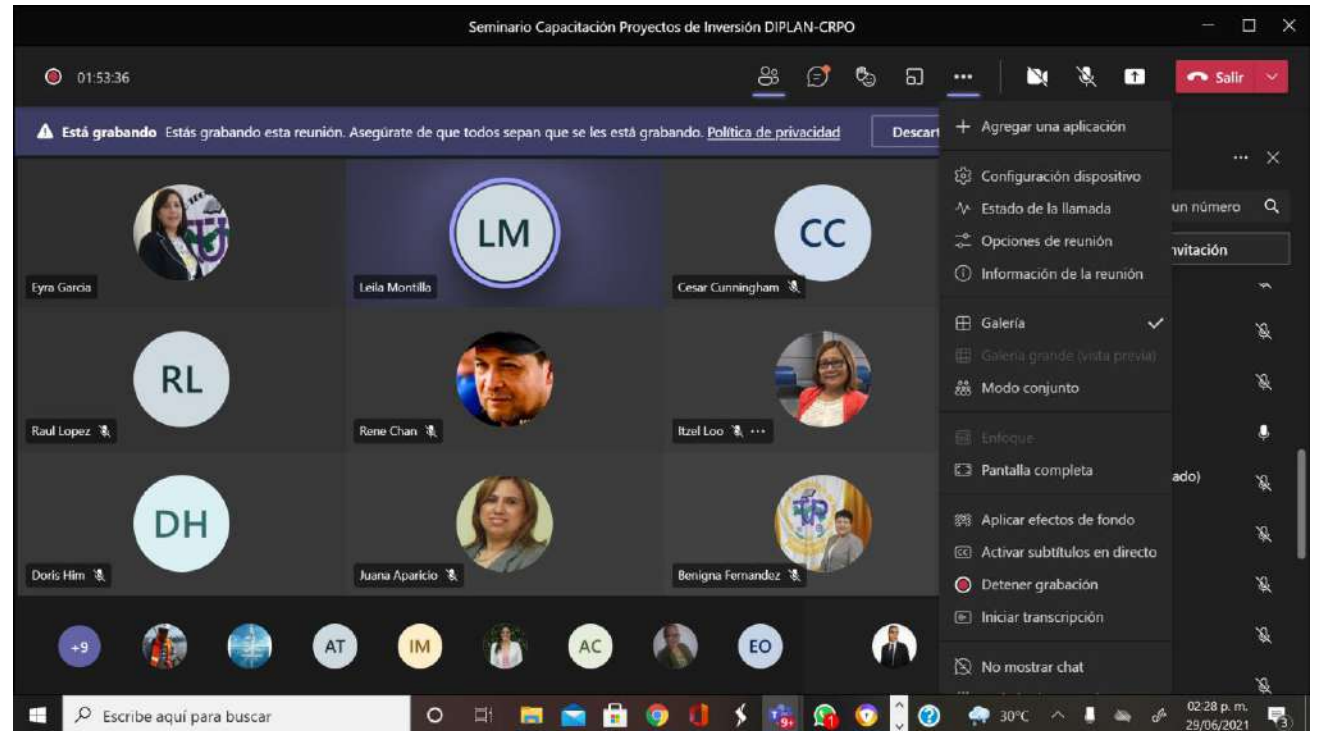 Seminario Capacitación Proyectos de Inversión DIPLAN-CRPO
01:53:36
Salir
Está grabando Estás grabando esta reunión. Asegúrate de que todos sepan que se les está grabando. Política de privacidad
Descart
+ Agregar una aplicación
Configuración dispositivo
Estado de la llamada
un número
Opciones de reunión
nvitación
Información de la reunión
Galería
Galería grande (vista previa)
Modo conjunto
Enfoque
Pantalla completa
ado)
Aplicar efectos de fondo
Activar subtítulos en directo
Detener grabación
Iniciar transcripción
No mostrar chat
LM
CC
Eyra Garcia
Leila Montilla
Cesar Cunningham
RL
Raul Lopez
Rene Chan
Itzel Loo
DH
Doris Him
Juana Aparicio
Benigna Fernandez
+9
AT
IM
AC
EO
Escribe aquí para buscar
30°C
02:28 p. m.
29/06/2021